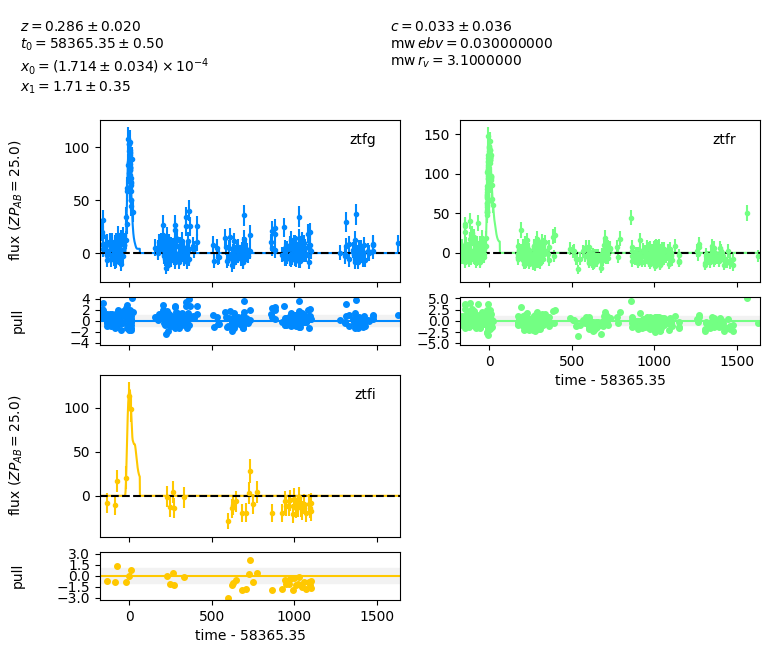 z = 0.286 ± 0.020
t₀ = 58365.35 ± 0.50
x₀ = (1.714 ± 0.034) × 10⁻⁴
x₁ = 1.71 ± 0.35
c = 0.033 ± 0.036
mw ebv = 0.030000000
mw r_v = 3.1000000
ztfg
flux (ZP_AB = 25.0)
100
50
0
ztfr
150
100
50
0
pull
4
2
0
−2
−4
5.0
2.5
0.0
−2.5
−5.0
0
500
1000
1500
time - 58365.35
ztfi
flux (ZP_AB = 25.0)
100
50
0
pull
3.0
1.5
0.0
−1.5
−3.0
0
500
1000
1500
time - 58365.35